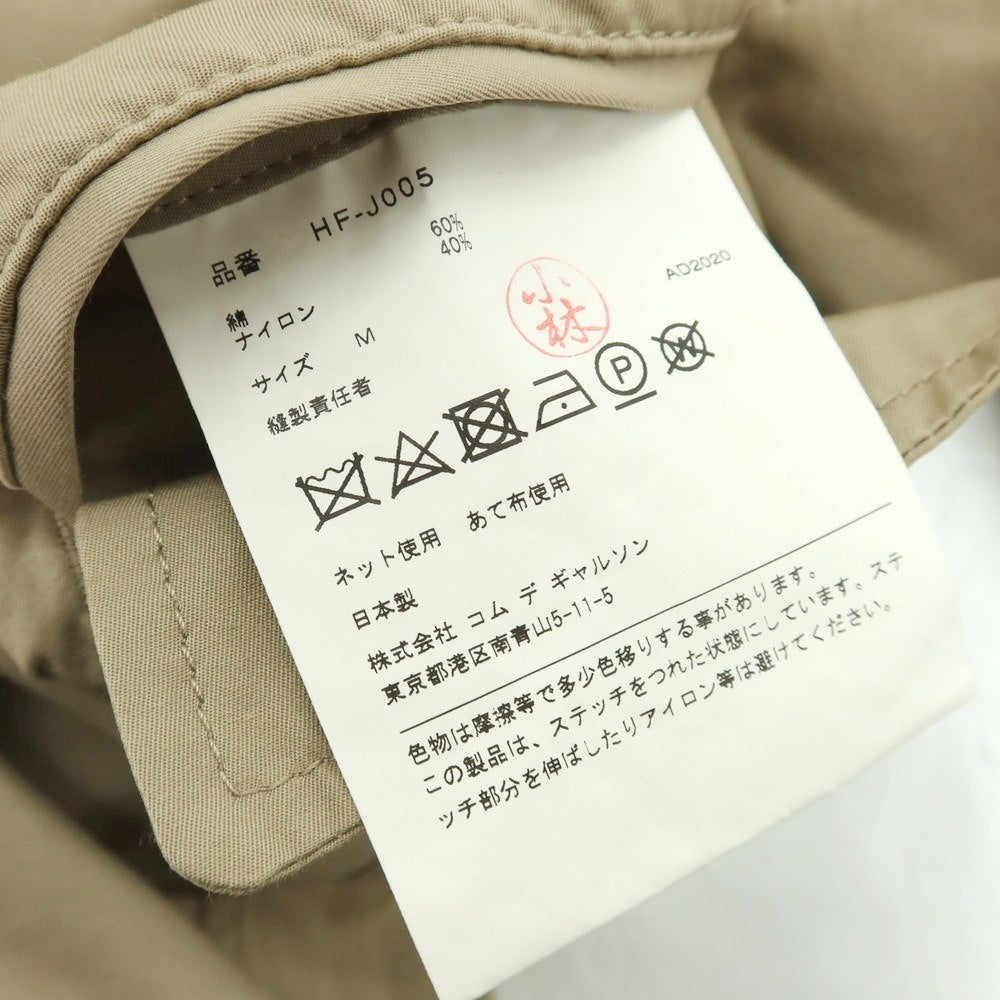 品番 HF-J005
綿 60%
ナイロン 40%
サイズ M AD2020
縫製責任者 小林
P
W
ネット使用 あて布使用
日本製
株式会社 コム デ ギャルソン
東京都港区南青山5-11-5
色物は摩擦等で多少色移りする事があります。
この製品は、ステッチをつれた状態にしています。ステ
ッチ部分を伸ばしたりアイロン等は避けてください。